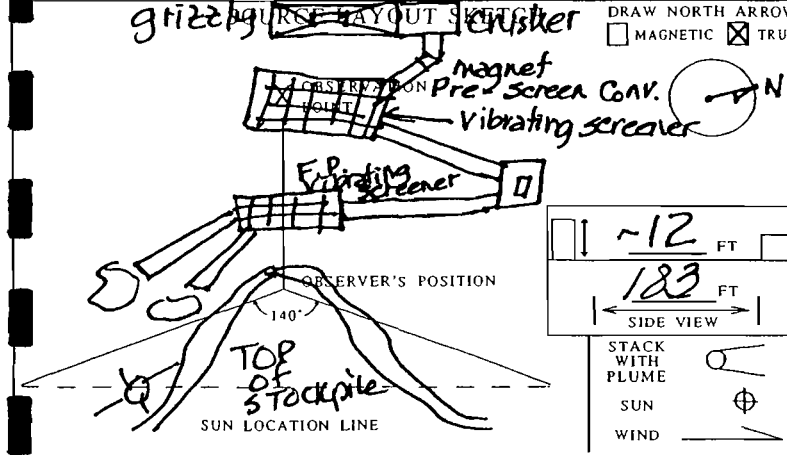 SOURCE LAYOUT SKETCH
grizzly
crusher
DRAW NORTH ARROW
MAGNETIC
TRU
N
magnet
Pre-screen Conv.
OBSERVATION
POINT
Vibrating screener
F.P.
Vibrating
screener
~12 FT
OBSERVER'S POSITION
183 FT
140°
SIDE VIEW
TOP
OF
STOCKPILE
STACK
WITH
PLUME
SUN
SUN LOCATION LINE
WIND